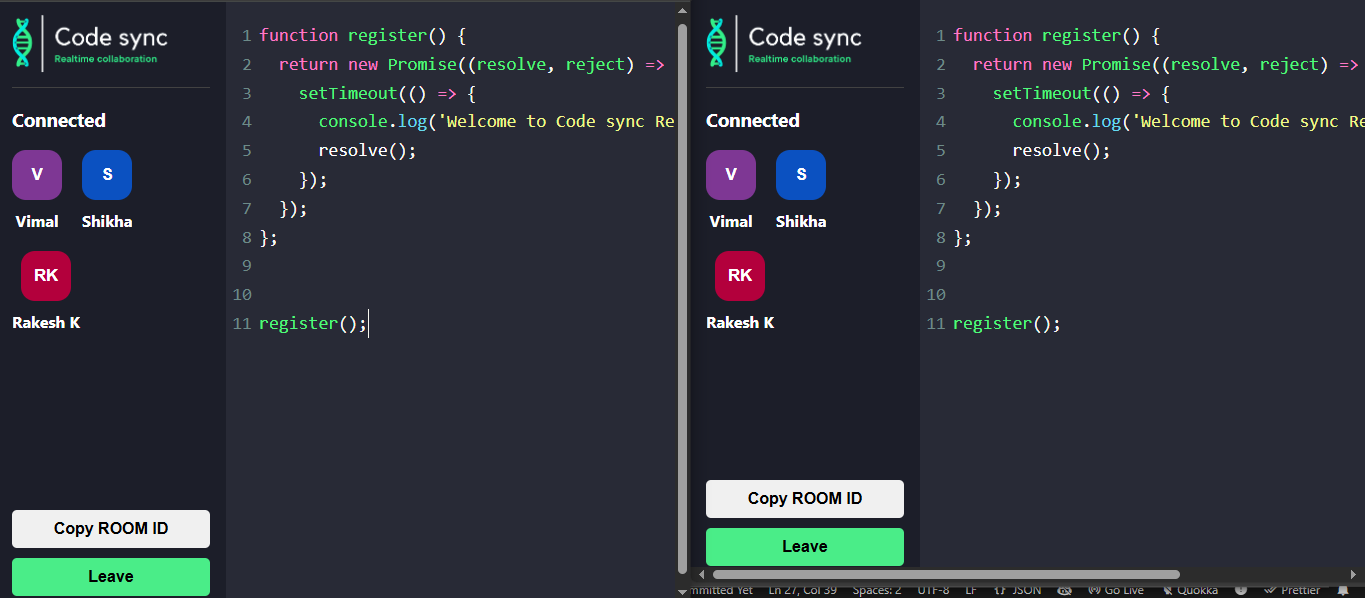 Code sync
Realtime collaboration
Connected
V S
Vimal Shikha
RK
Rakesh K
Copy ROOM ID
Leave
1 function register() {
2 return new Promise((resolve, reject) =>
3 setTimeout(() => {
4 console.log('Welcome to Code sync Re
5 resolve();
6 });
7 });
8 };
9
10
11 register();
Code sync
Realtime collaboration
Connected
V S
Vimal Shikha
RK
Rakesh K
Copy ROOM ID
Leave
1 function register() {
2 return new Promise((resolve, reject) =>
3 setTimeout(() => {
4 console.log('Welcome to Code sync Re
5 resolve();
6 });
7 });
8 };
9
10
11 register();
mmitted Yet Ln 27, Col 39 Spaces: 2 UTF-8 LF {} JSON Go Live Quokka Prettier